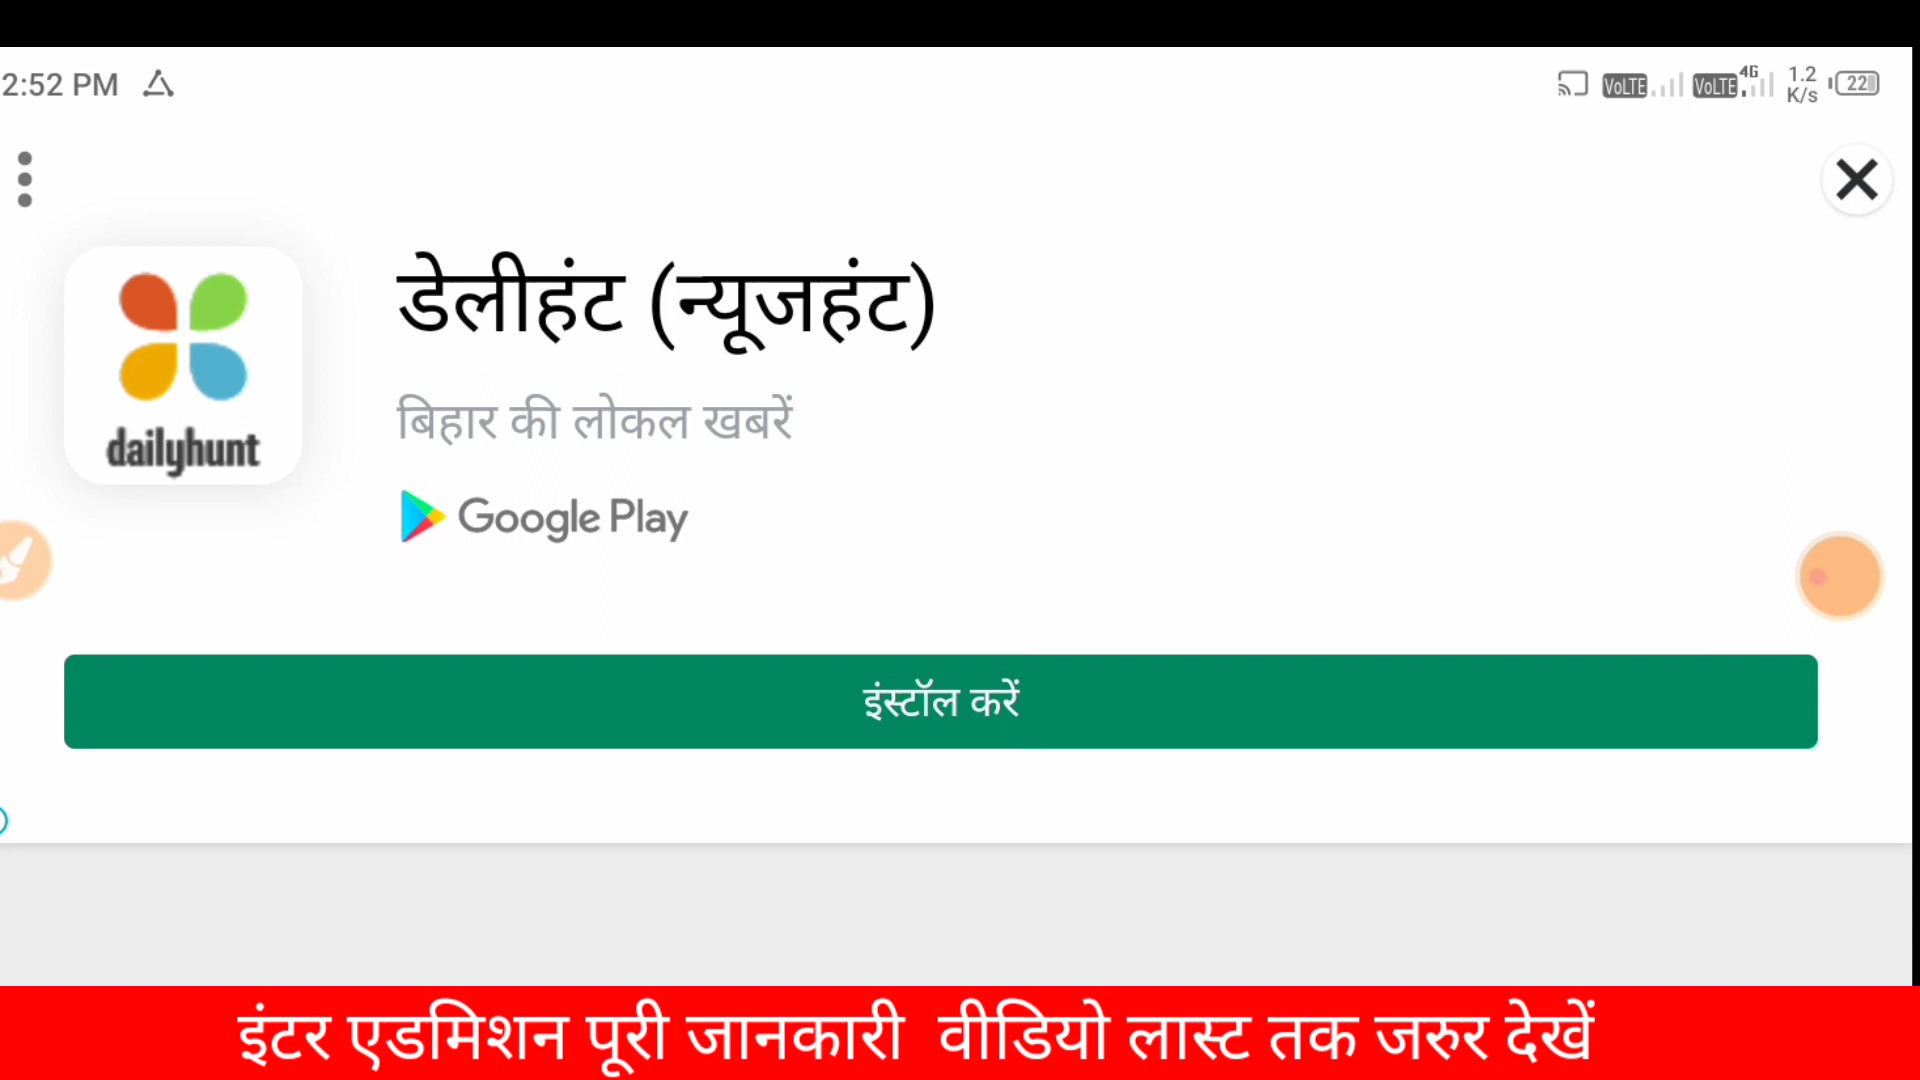 2:52 PM
VoLTE VoLTE 4G 1.2 K/s 22
डेलीहंट (न्यूजहंट)
बिहार की लोकल खबरें
dailyhunt
Google Play
इंस्टॉल करें
इंटर एडमिशन पूरी जानकारी वीडियो लास्ट तक जरुर देखें